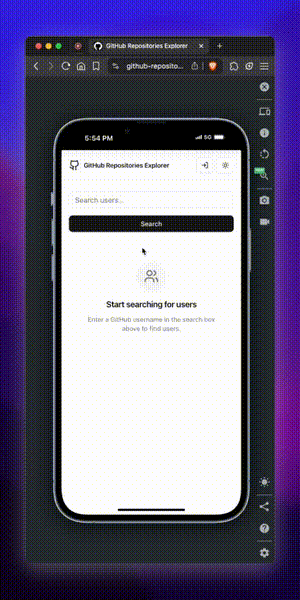 GitHub Repositories Explorer
github-reposito...
5:54 PM
5G
GitHub Repositories Explorer
Search users...
Search
Start searching for users
Enter a GitHub username in the search box
above to find users.